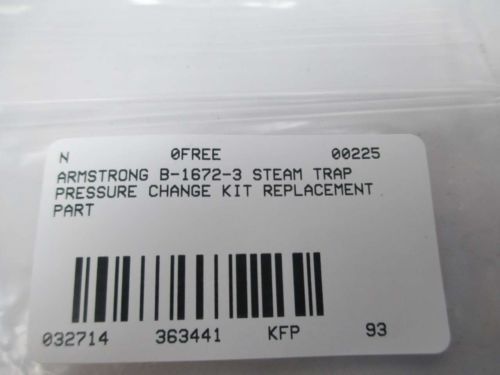 N 0FREE 00225
ARMSTRONG B-1672-3 STEAM TRAP
PRESSURE CHANGE KIT REPLACEMENT
PART
032714 363441 KFP 93